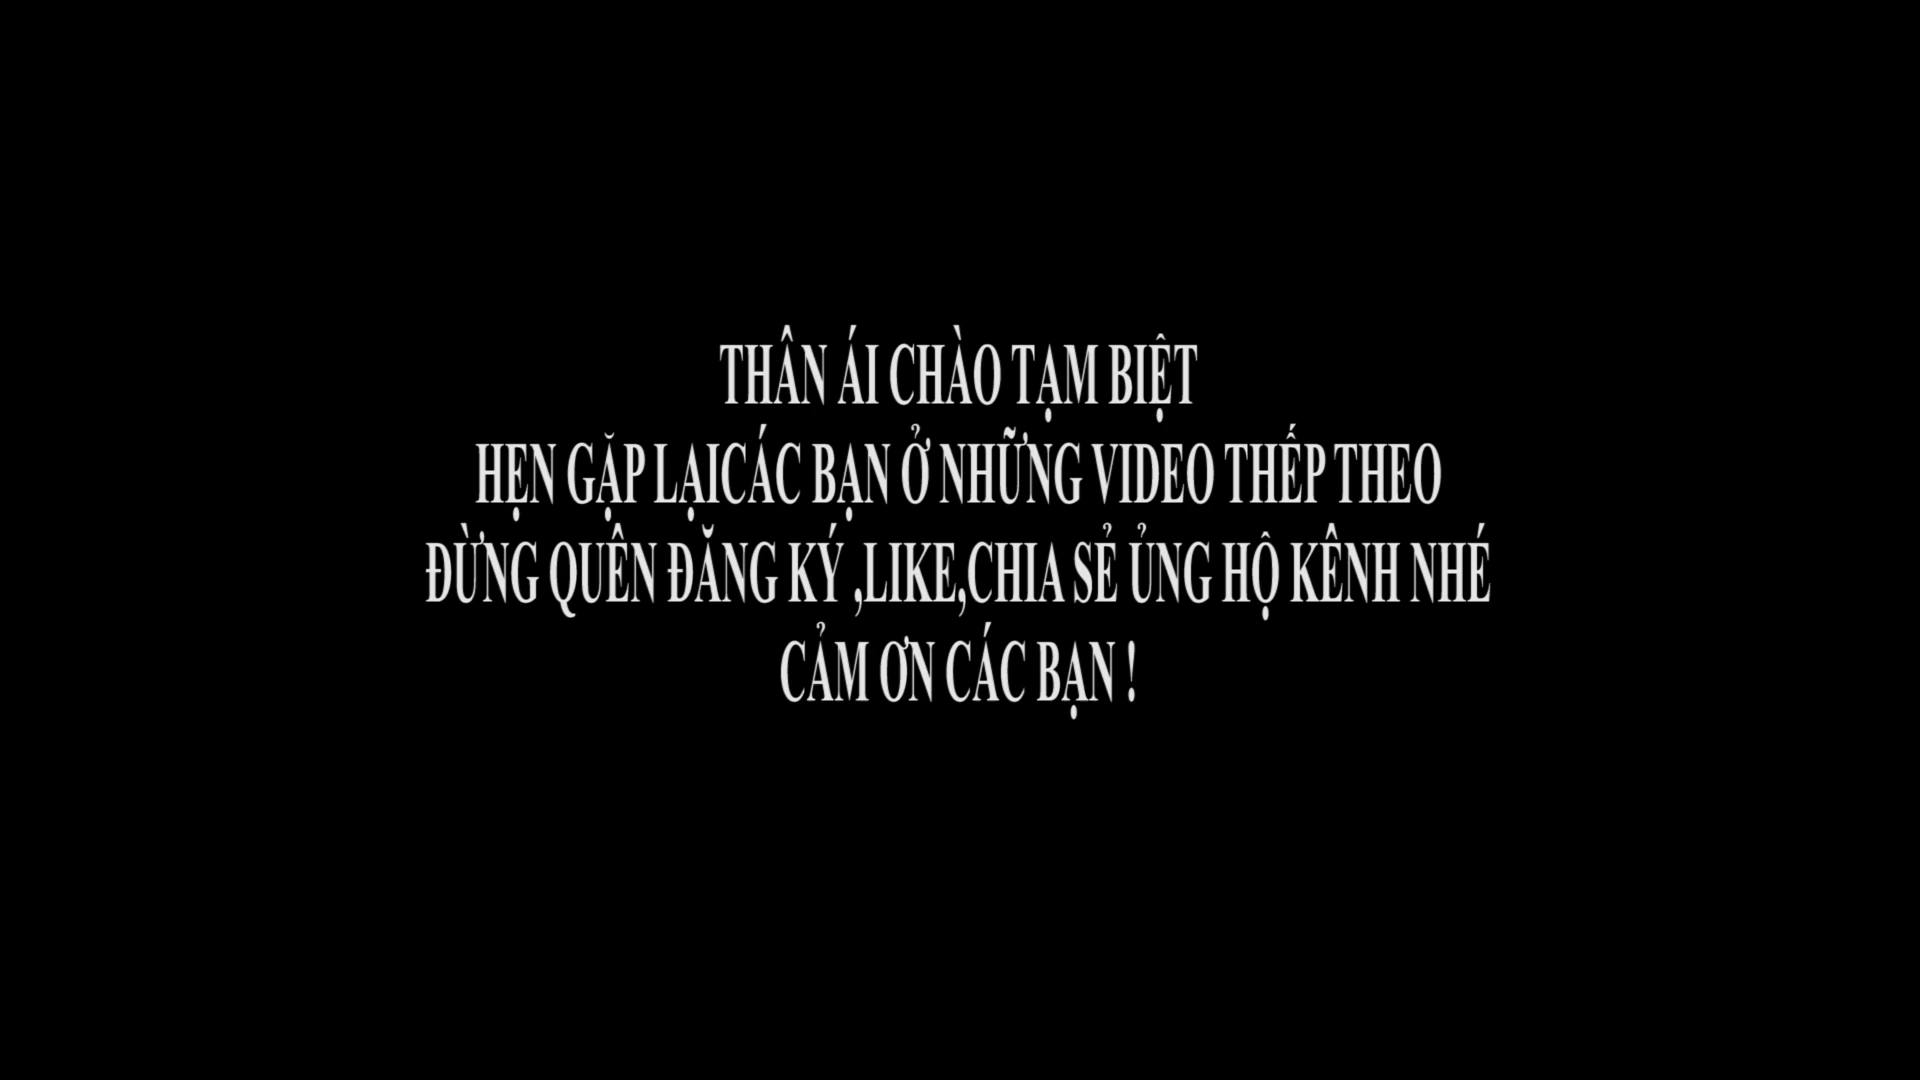 THÂN ÁI CHÀO TẠM BIỆT
HẸN GẶP LẠICÁC BẠN Ở NHỮNG VIDEO THẾP THEO
ĐỪNG QUÊN ĐĂNG KÝ ,LIKE,CHIA SẺ ỦNG HỘ KÊNH NHÉ
CẢM ƠN CÁC BẠN !